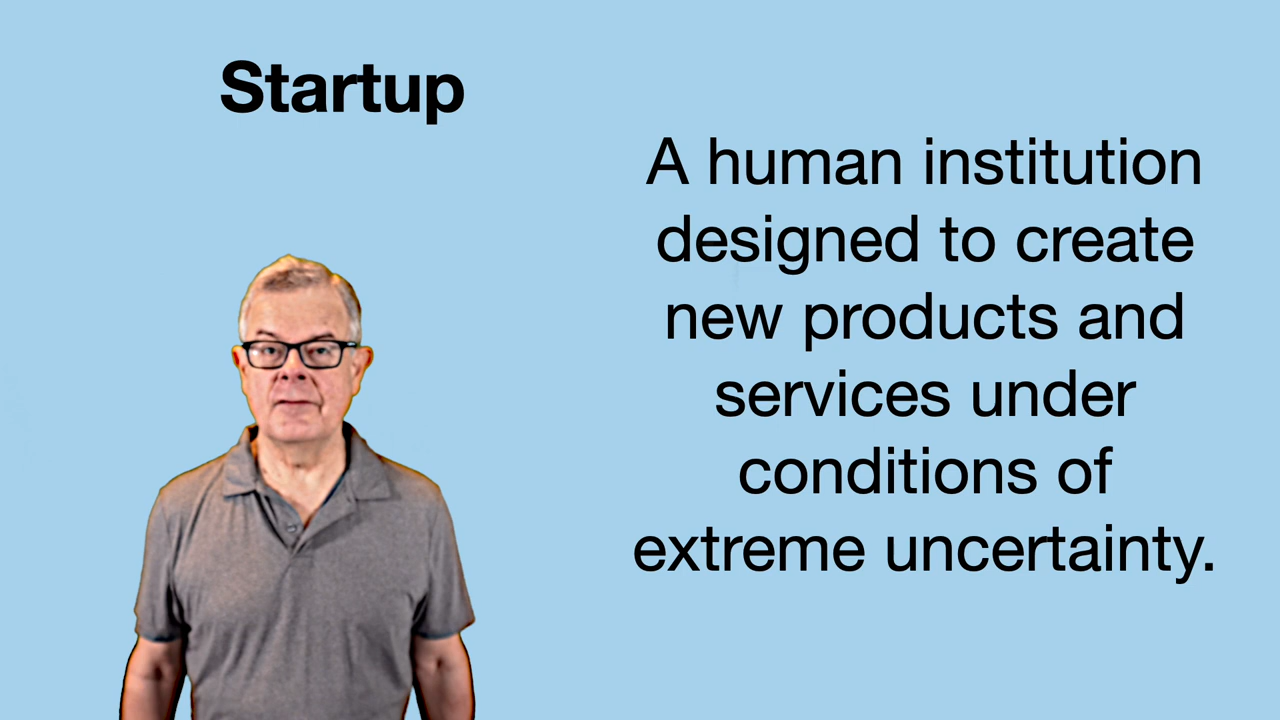 Startup
A human institution
designed to create
new products and
services under
conditions of
extreme uncertainty.